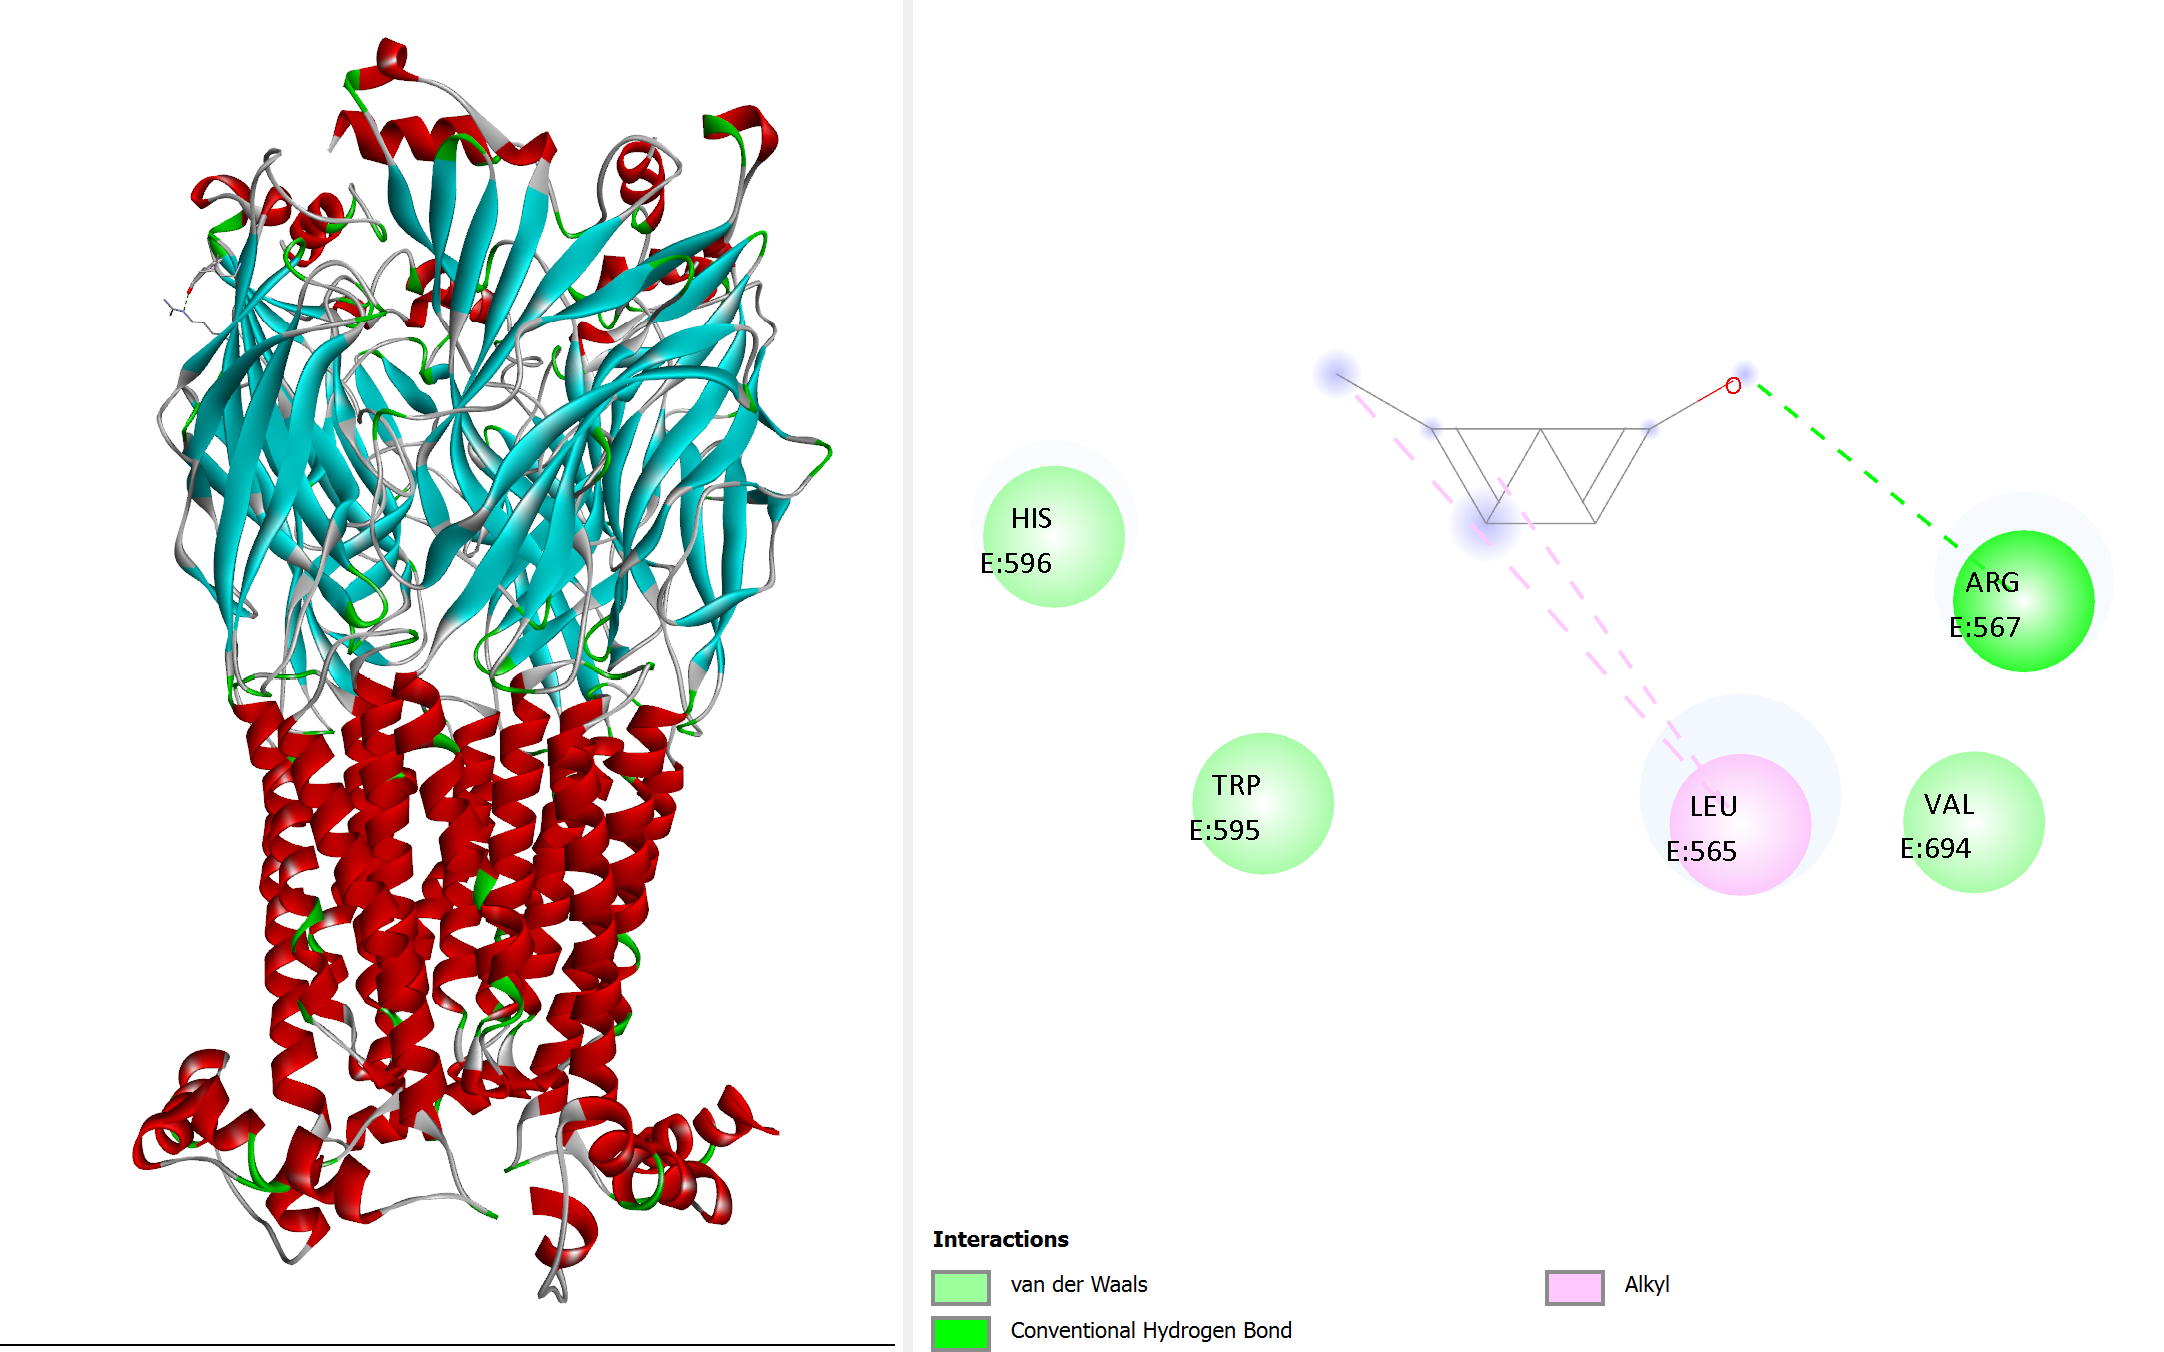 O
HIS
E:596
ARG
E:567
TRP
E:595
LEU
E:565
VAL
E:694
Interactions
van der Waals
Conventional Hydrogen Bond
Alkyl